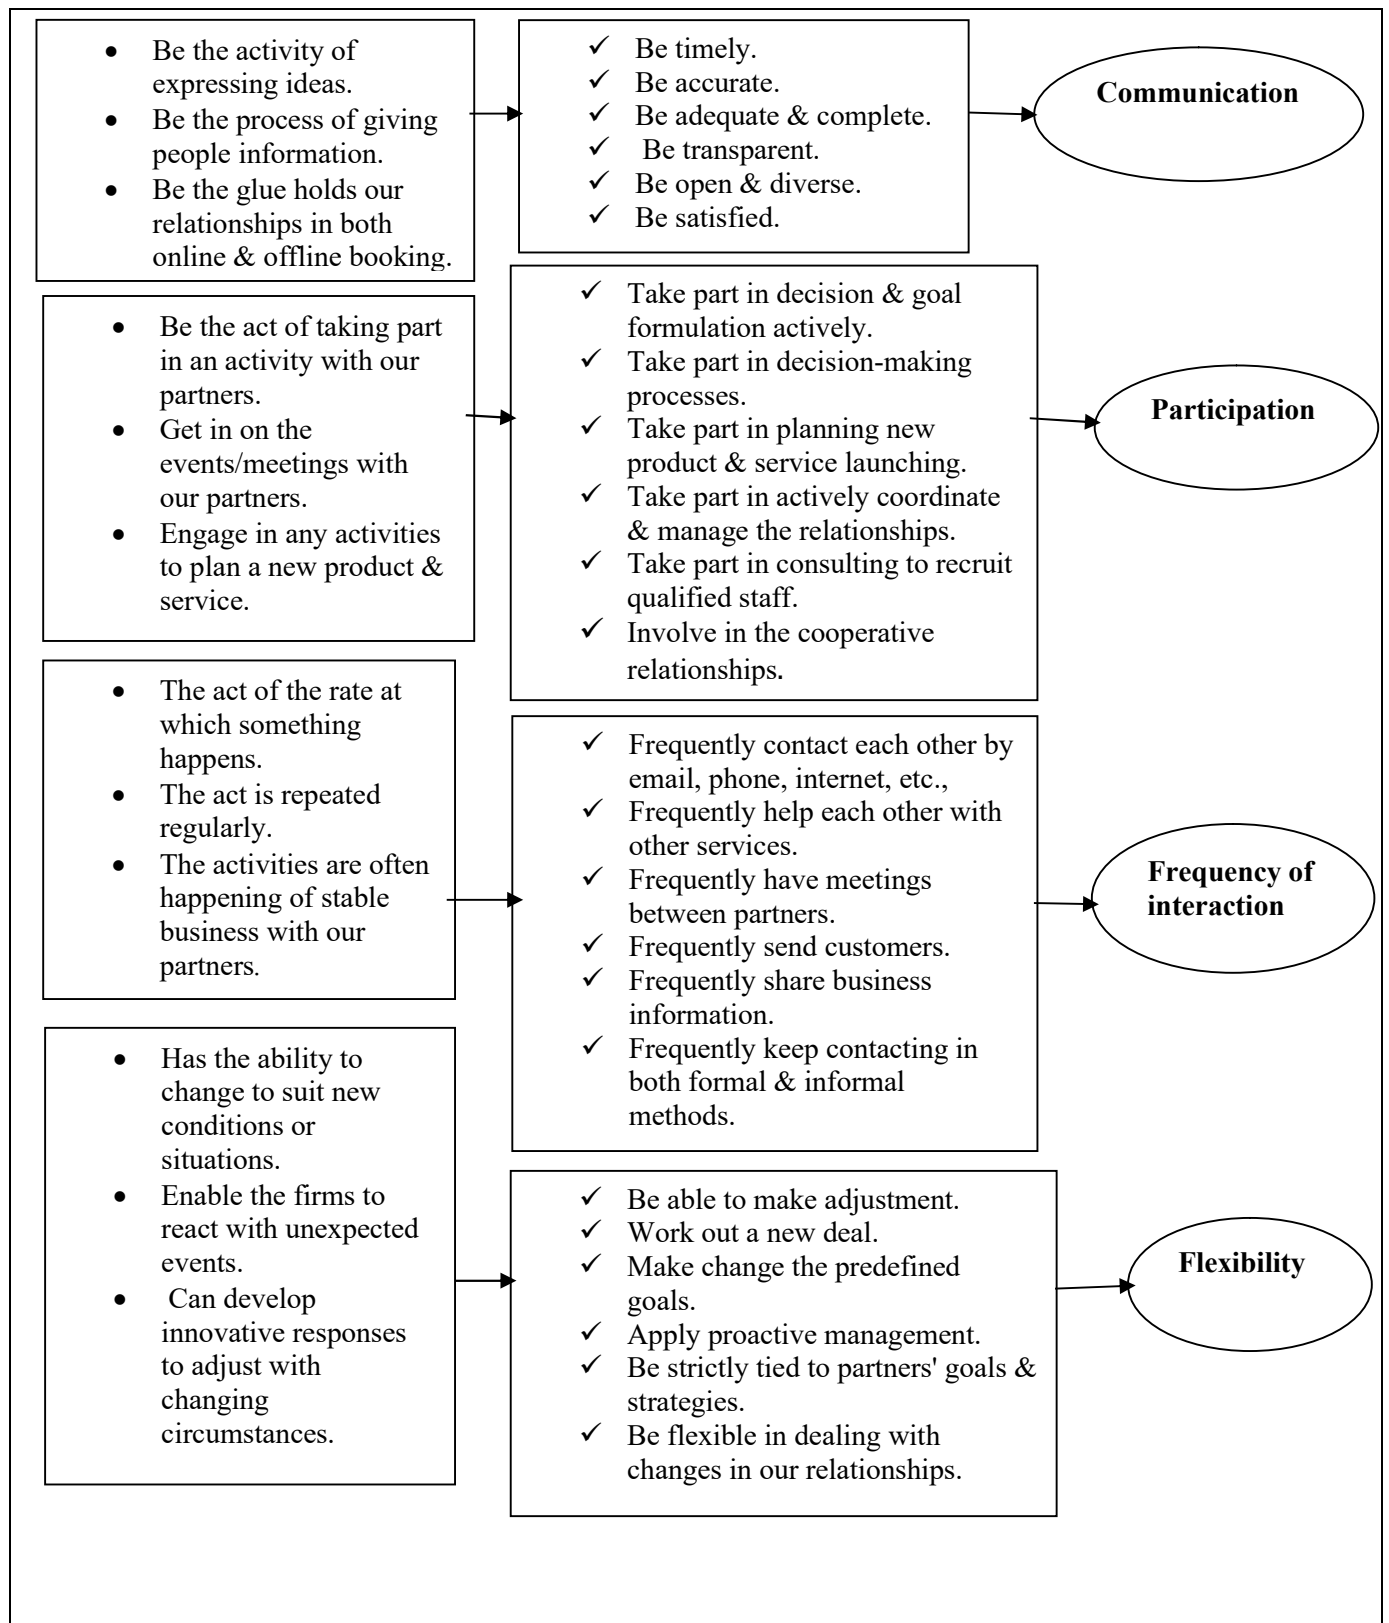 • Be the activity of
expressing ideas.
• Be the process of giving
people information.
• Be the glue holds our
relationships in both
online & offline booking.
✓ Be timely.
✓ Be accurate.
✓ Be adequate & complete.
✓ Be transparent.
✓ Be open & diverse.
✓ Be satisfied.
Communication
• Be the act of taking part
in an activity with our
partners.
• Get in on the
events/meetings with
our partners.
• Engage in any activities
to plan a new product &
service.
✓ Take part in decision & goal
formulation actively.
✓ Take part in decision-making
processes.
✓ Take part in planning new
product & service launching.
✓ Take part in actively coordinate
& manage the relationships.
✓ Take part in consulting to recruit
qualified staff.
✓ Involve in the cooperative
relationships.
Participation
• The act of the rate at
which something
happens.
• The act is repeated
regularly.
• The activities are often
happening of stable
business with our
partners.
✓ Frequently contact each other by
email, phone, internet, etc.,
✓ Frequently help each other with
other services.
✓ Frequently have meetings
between partners.
✓ Frequently send customers.
✓ Frequently share business
information.
✓ Frequently keep contacting in
both formal & informal
methods.
Frequency of
interaction
• Has the ability to
change to suit new
conditions or
situations.
• Enable the firms to
react with unexpected
events.
• Can develop
innovative responses
to adjust with
changing
circumstances.
✓ Be able to make adjustment.
✓ Work out a new deal.
✓ Make change the predefined
goals.
✓ Apply proactive management.
✓ Be strictly tied to partners' goals &
strategies.
✓ Be flexible in dealing with
changes in our relationships.
Flexibility